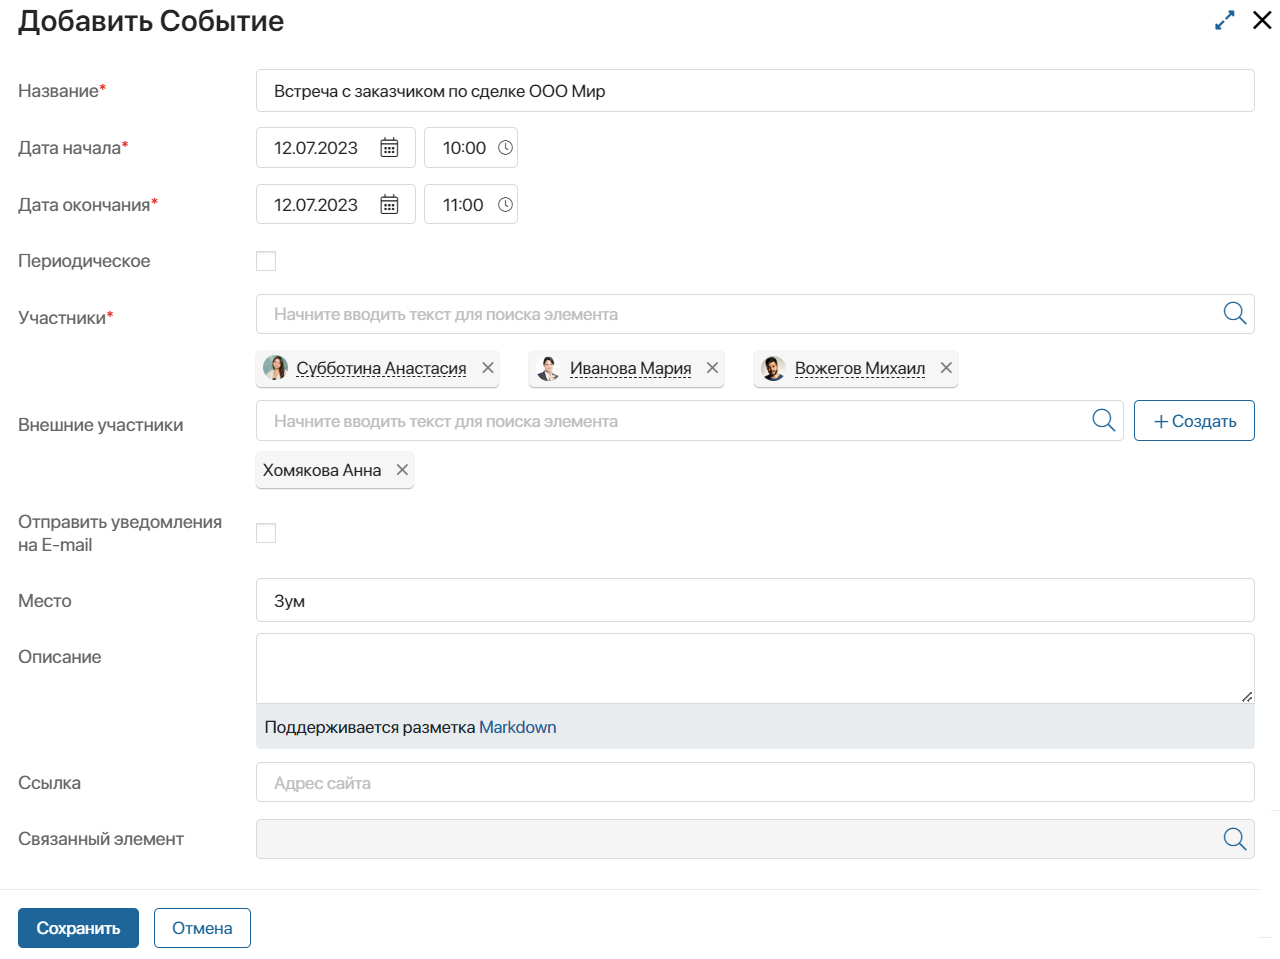 Добавить Событие
Название*
Встреча с заказчиком по сделке ООО Мир
Дата начала*
12.07.2023
10:00
Дата окончания*
12.07.2023
11:00
Периодическое
Участники*
Начните вводить текст для поиска элемента
Субботина Анастасия
Иванова Мария
Вожегов Михаил
Внешние участники
Начните вводить текст для поиска элемента
+ Создать
Хомякова Анна
Отправить уведомления
на E-mail
Место
Зум
Описание
Поддерживается разметка Markdown
Ссылка
Адрес сайта
Связанный элемент
Сохранить
Отмена